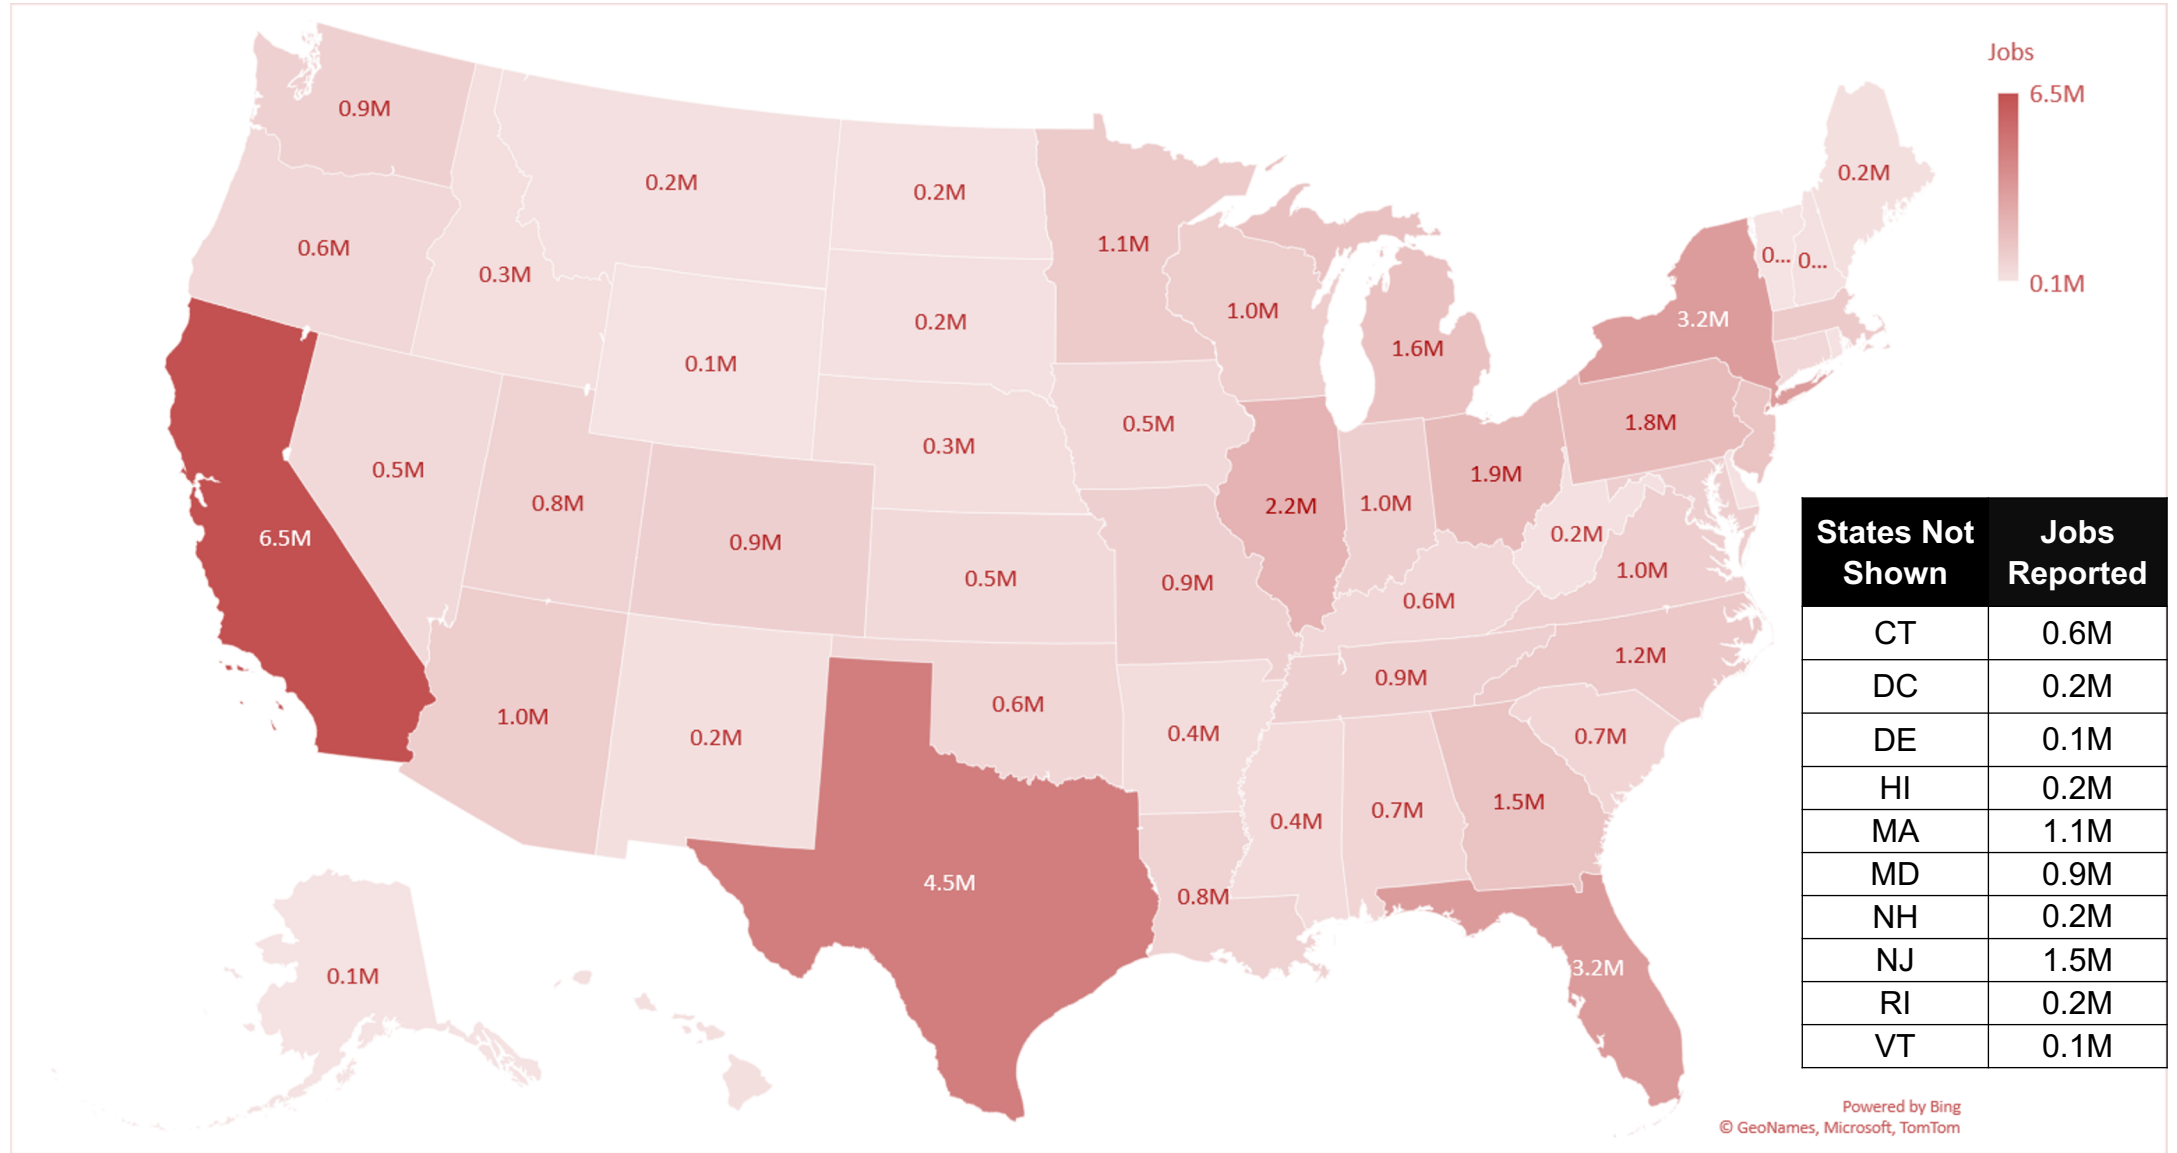 Jobs
6.5M
0.1M
0.9M
0.2M
0.2M
0.2M
0.6M
0.3M
1.1M
0... 0...
1.0M
3.2M
0.2M
0.1M
1.6M
0.5M
1.8M
0.3M
0.5M
1.9M
0.8M
2.2M
1.0M
6.5M
0.9M
0.2M
0.5M
0.9M
1.0M
0.6M
1.2M
0.9M
1.0M
0.2M
0.6M
0.4M
0.7M
1.5M
0.4M
0.7M
4.5M
0.8M
3.2M
0.1M
States Not Shown Jobs Reported
CT 0.6M
DC 0.2M
DE 0.1M
HI 0.2M
MA 1.1M
MD 0.9M
NH 0.2M
NJ 1.5M
RI 0.2M
VT 0.1M
Powered by Bing
© GeoNames, Microsoft, TomTom